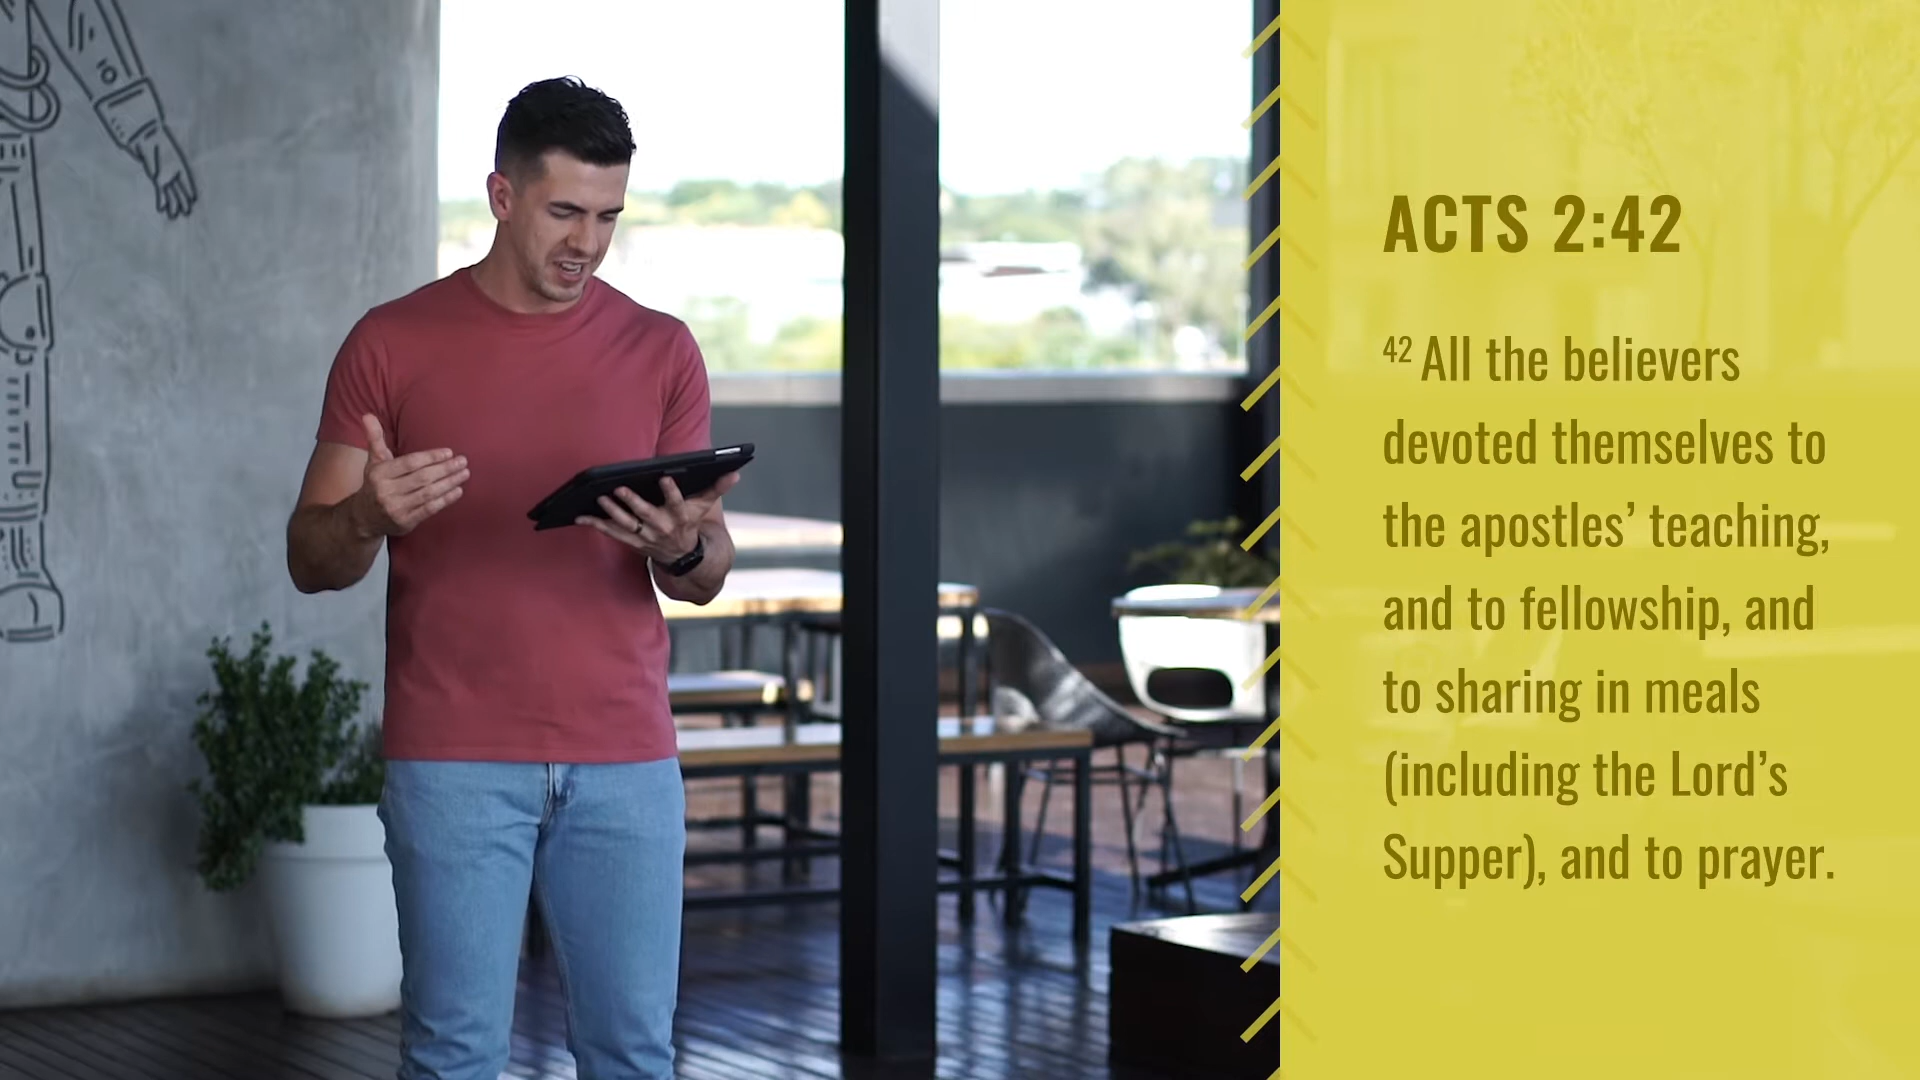 ACTS 2:42
42 All the believers
devoted themselves to
the apostles’ teaching,
and to fellowship, and
to sharing in meals
(including the Lord’s
Supper), and to prayer.